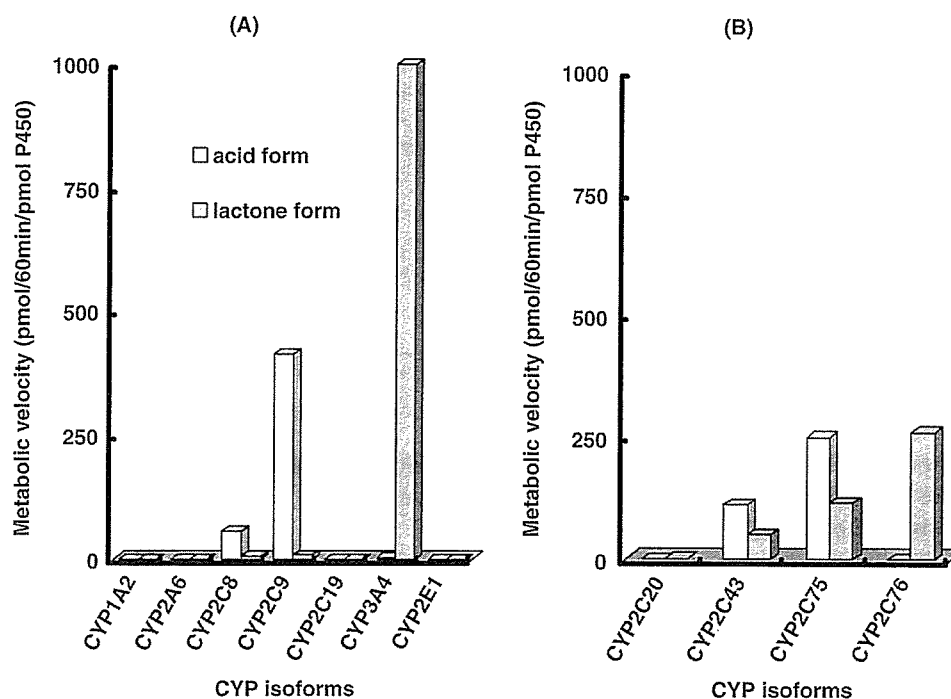 (A)
Metabolic velocity (pmol/60min/pmol P450)
1000
750
500
250
0
acid form
lactone form
CYP1A2
CYP2A6
CYP2C8
CYP2C9
CYP2C19
CYP3A4
CYP2E1
CYP isoforms
(B)
Metabolic velocity (pmol/60min/pmol P450)
1000
750
500
250
0
CYP2C20
CYP2C43
CYP2C75
CYP2C76
CYP isoforms